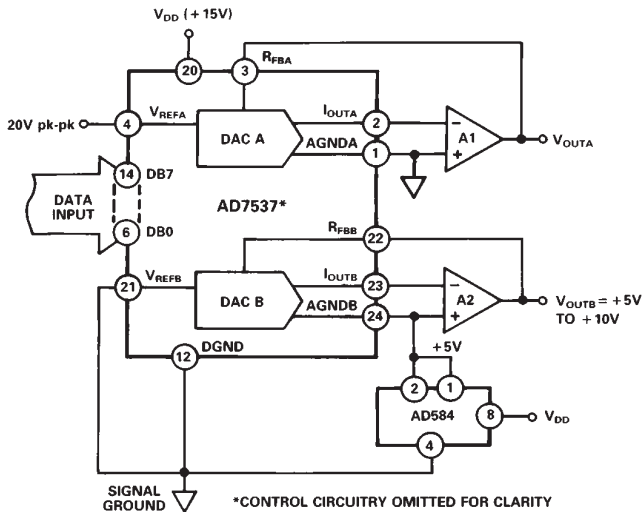 V_DD (+15V)
R_FBA
20
3
20V pk-pk
4
V_REFA
DAC A
I_OUTA
2
AGNDA
1
−
A1
+
V_OUTA
14
DB7
DATA
INPUT
AD7537*
6
DB0
R_FBB
22
21
V_REFB
DAC B
I_OUTB
23
AGNDB
24
−
A2
+
V_OUTB = +5V
TO +10V
12
DGND
+5V
2
1
AD584
8
V_DD
4
SIGNAL
GROUND
*CONTROL CIRCUITRY OMITTED FOR CLARITY